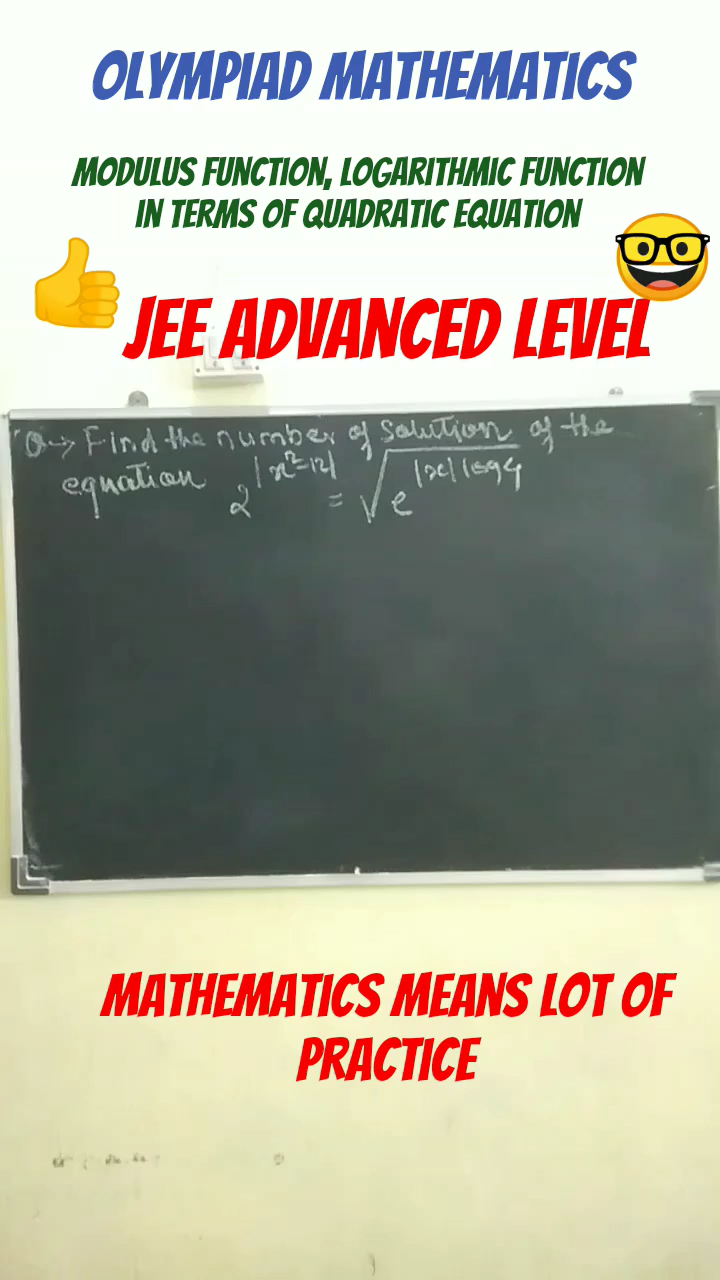 OLYMPIAD MATHEMATICS
MODULUS FUNCTION, LOGARITHMIC FUNCTION
IN TERMS OF QUADRATIC EQUATION
JEE ADVANCED LEVEL
Q→ Find the number of solution of the
equation 2^|x²-12| = √e^|x|log4
MATHEMATICS MEANS LOT OF
PRACTICE